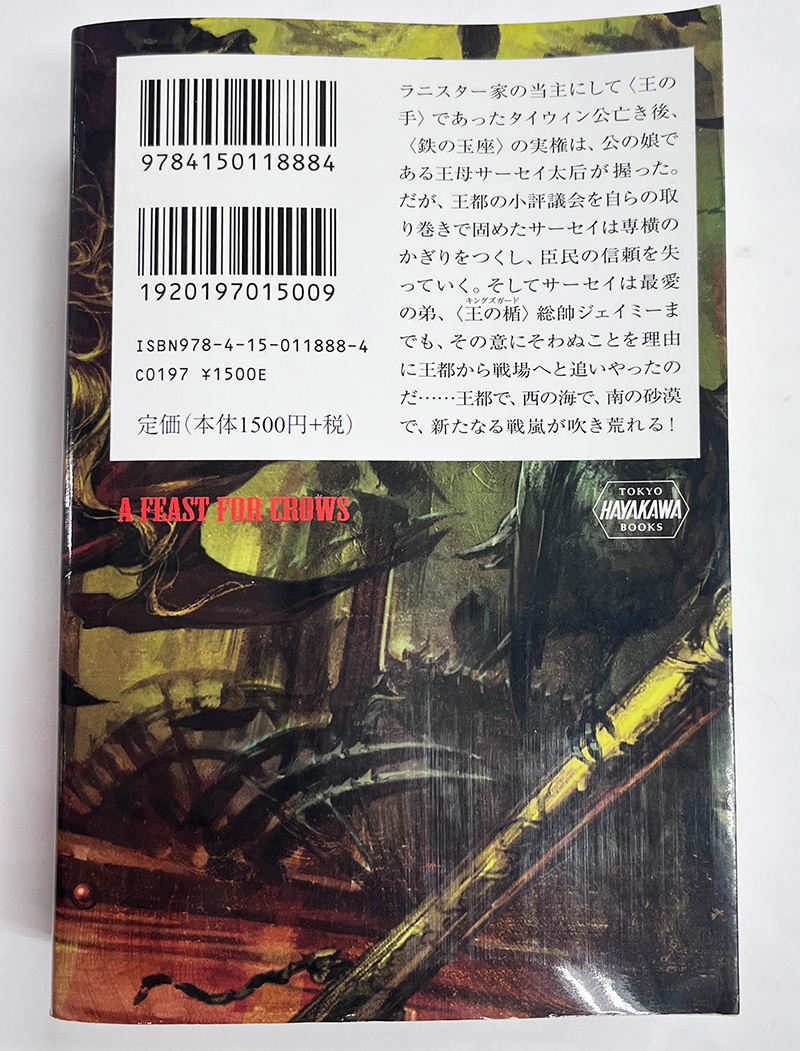 9784150118884
1920197015009
ISBN978-4-15-011888-4
C0197 ¥1500E
定価(本体1500円+税)
ラニスター家の当主にして〈王の
手〉であったタイウィン公亡き後、
〈鉄の玉座〉の実権は、公の娘で
ある王母サーセイ太后が握った。
だが、王都の小評議会を自らの取
り巻きで固めたサーセイは専横の
かぎりをつくし、臣民の信頼を失
っていく。そしてサーセイは最愛
キングズガード
の弟、〈王の楯〉総帥ジェイミーま
でも、その意にそわぬことを理由
に王都から戦場へと追いやったの
だ……王都で、西の海で、南の砂漠
で、新たなる戦嵐が吹き荒れる!
A FEAST FOR CROWS
TOKYO
HAYAKAWA
BOOKS